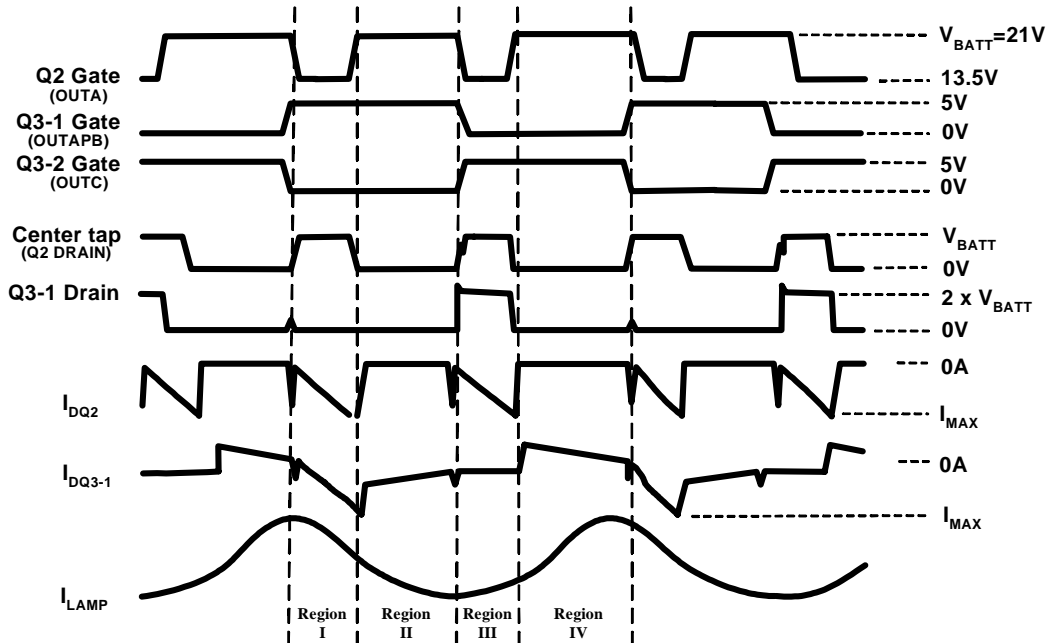 V_BATT=21V
Q2 Gate
(OUTA)
13.5V
5V
Q3-1 Gate
(OUTAPB)
0V
Q3-2 Gate
(OUTC)
5V
0V
Center tap
(Q2 DRAIN)
V_BATT
0V
Q3-1 Drain
2 x V_BATT
0V
0A
I_DQ2
I_MAX
0A
I_DQ3-1
I_MAX
I_LAMP
Region
I
Region
II
Region
III
Region
IV